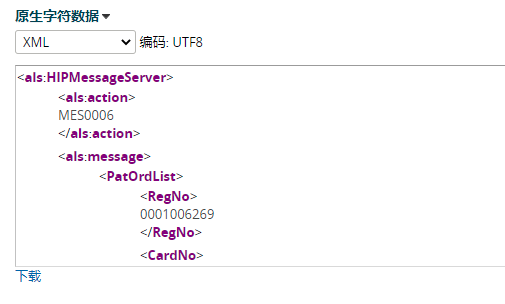 原生字符数据
XML 编码: UTF8
<als:HIPMessageServer>
<als:action>
MES0006
</als:action>
<als:message>
<PatOrdList>
<RegNo>
0001006269
</RegNo>
<CardNo>
下载